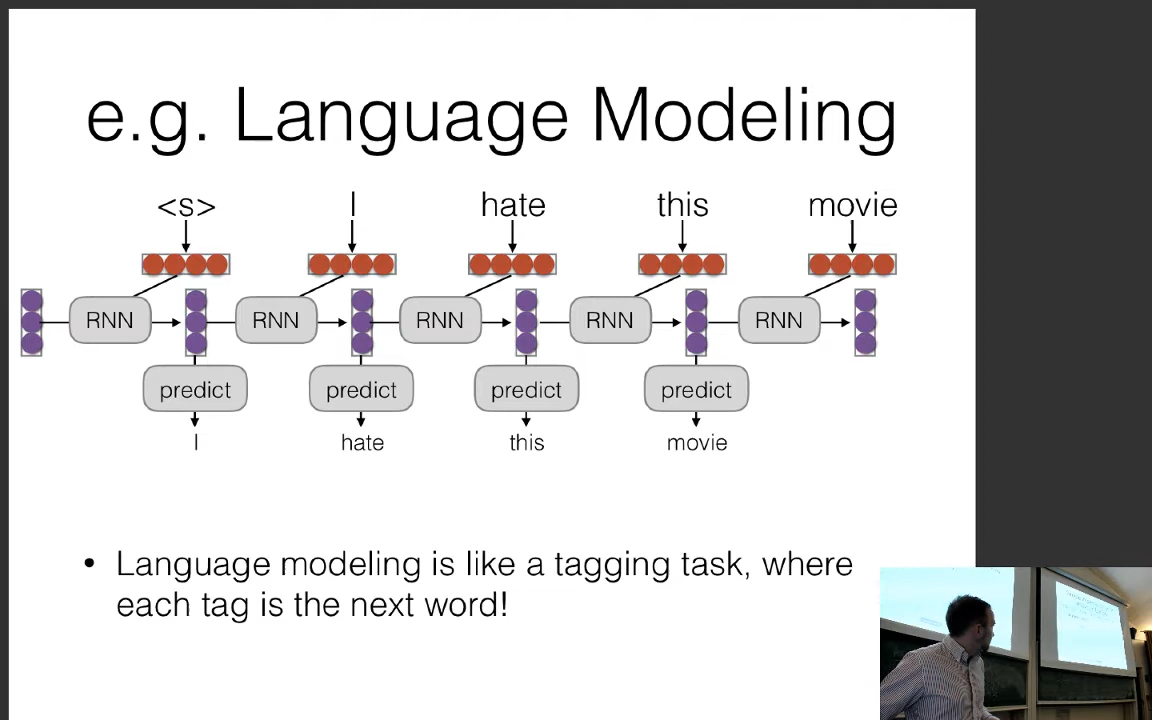 e.g. Language Modeling
<s> I hate this movie
RNN RNN RNN RNN RNN
predict predict predict predict
I hate this movie
• Language modeling is like a tagging task, where
each tag is the next word!